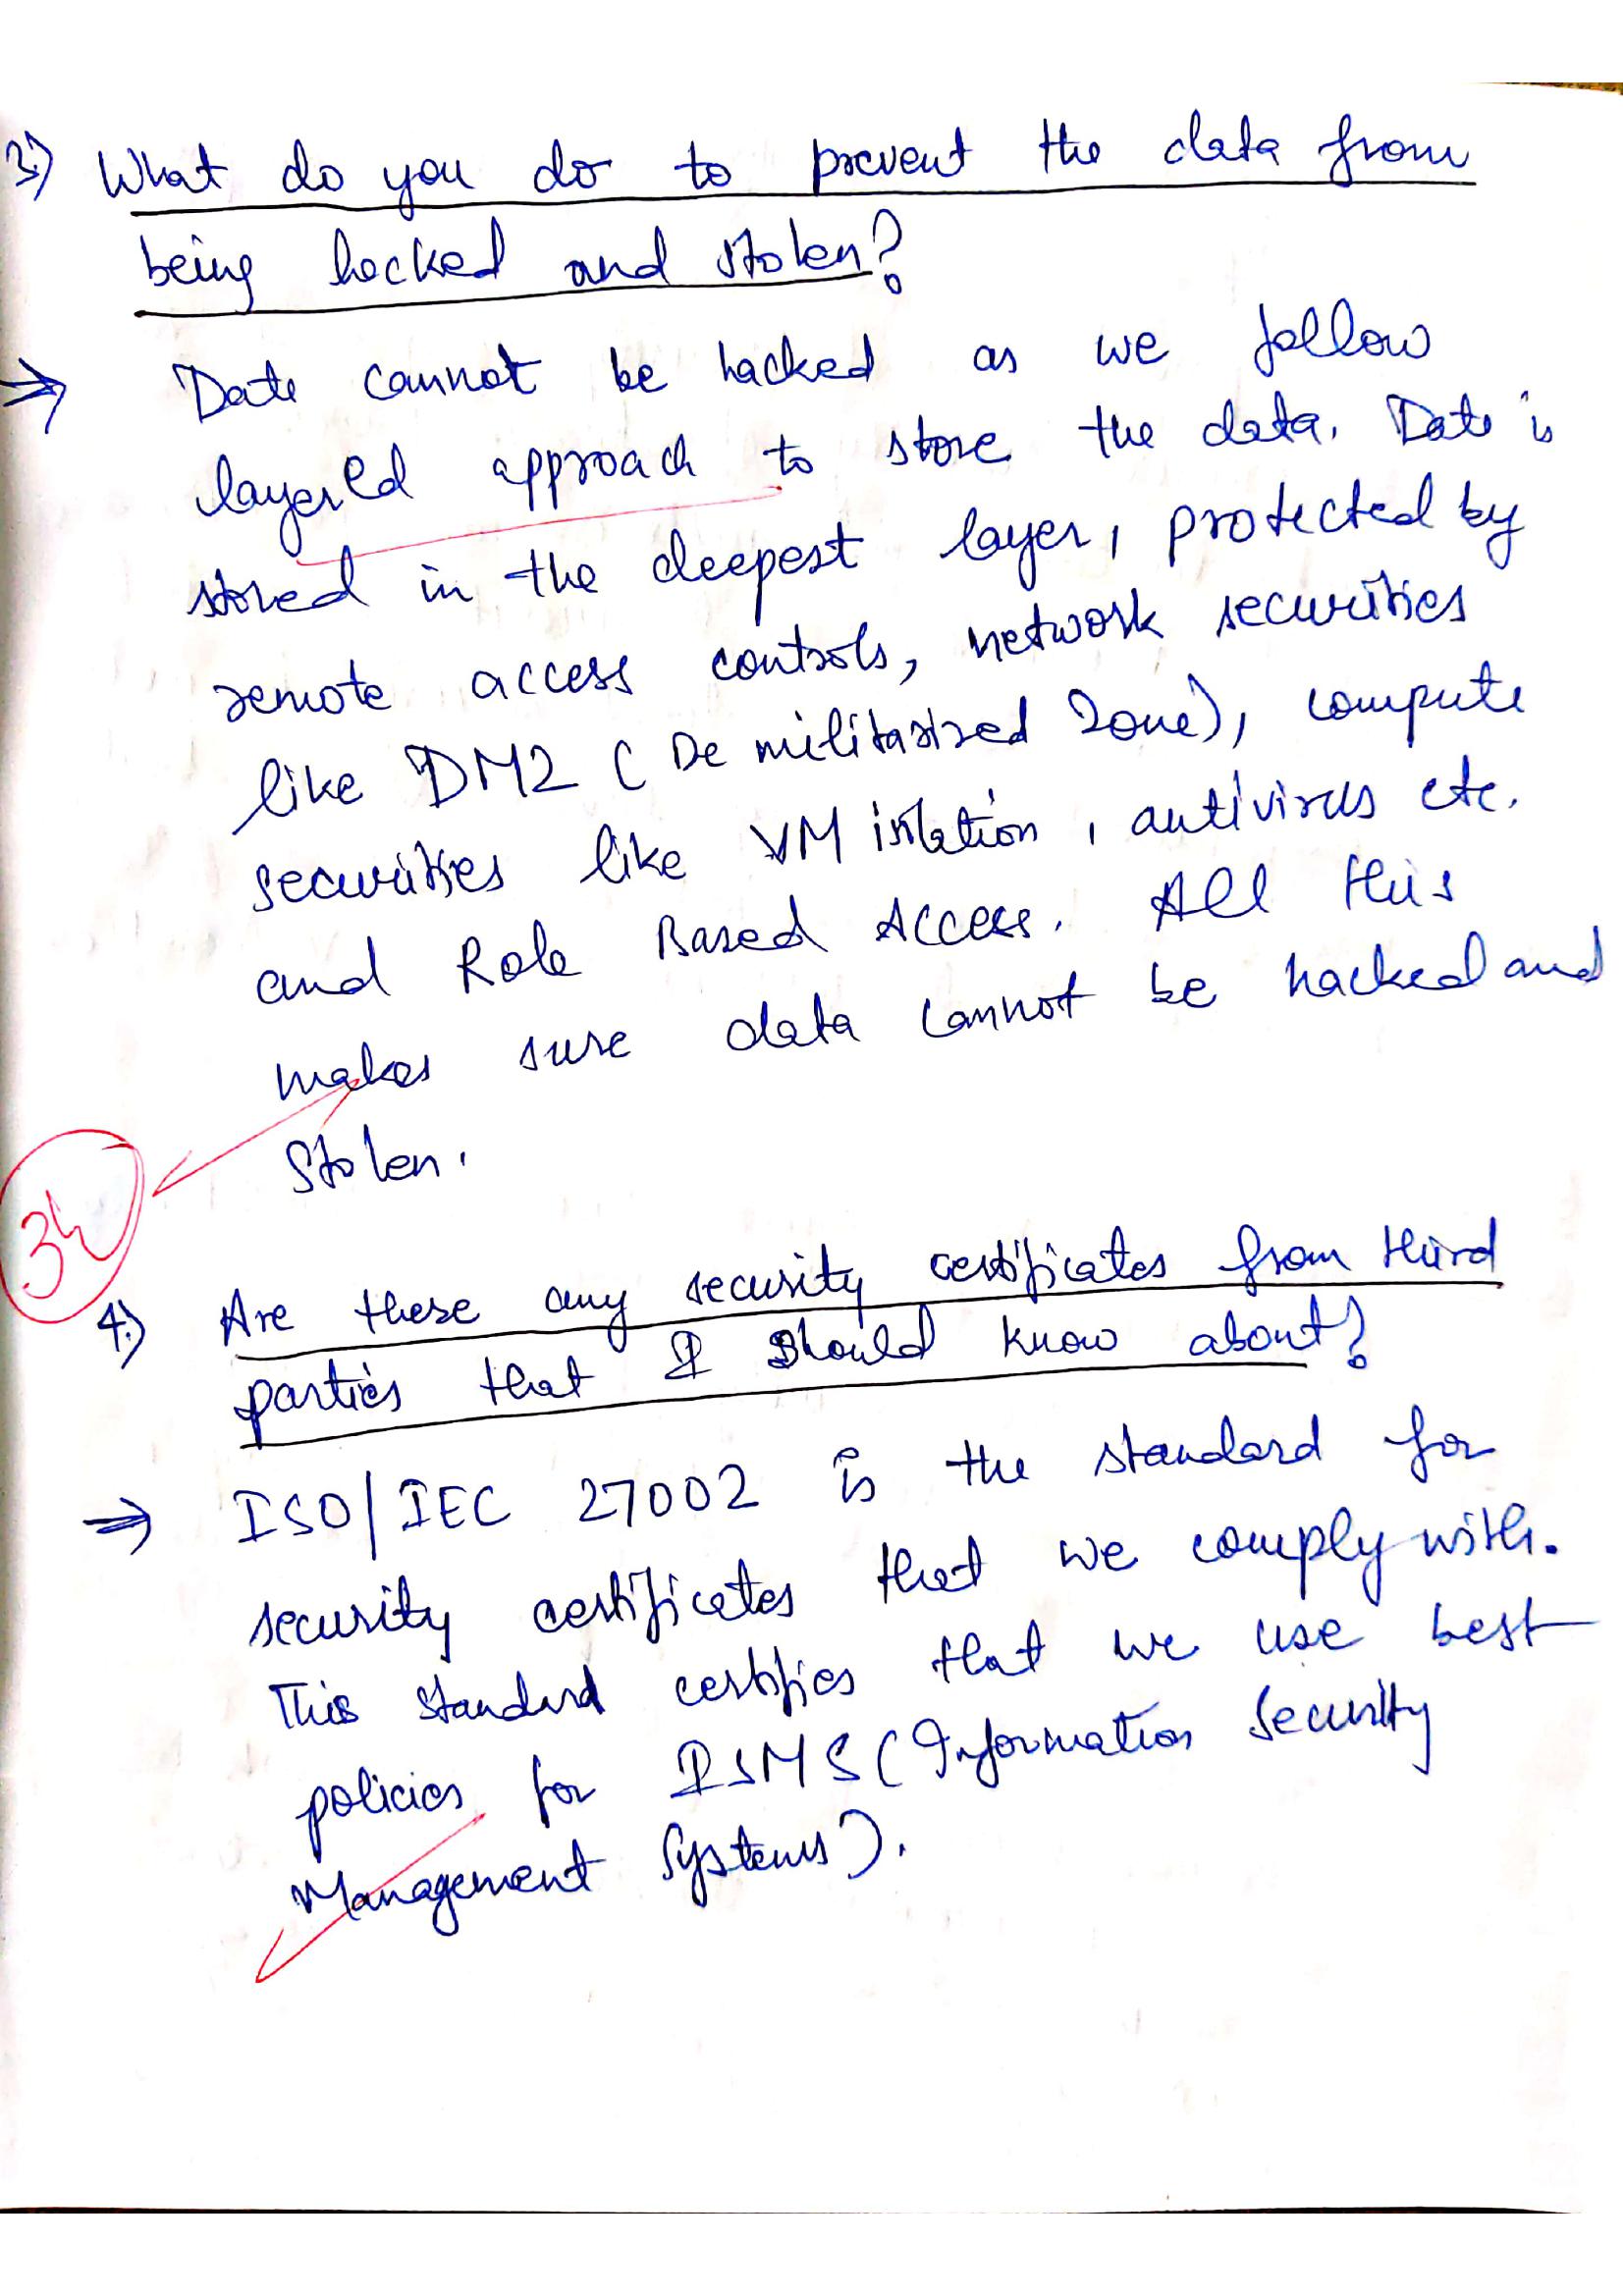 3.) What do you do to prevent the data from
being hacked and stolen?
⇒ Data cannot be hacked as we follow
layered approach to store the data. Data is
stored in the deepest layer, protected by
remote access controls, network securities
like DMZ (De militarized Zone), compute
securities like VM isolation, antivirus etc.
and Role Based Access. All this
makes sure data cannot be hacked and
stolen.
4.) Are there any security certificates from third
parties that I should know about?
⇒ ISO/IEC 27002 is the standard for
security certificates that we comply with.
This standard certifies that we use best
policies for ISMS (Information Security
Management Systems).